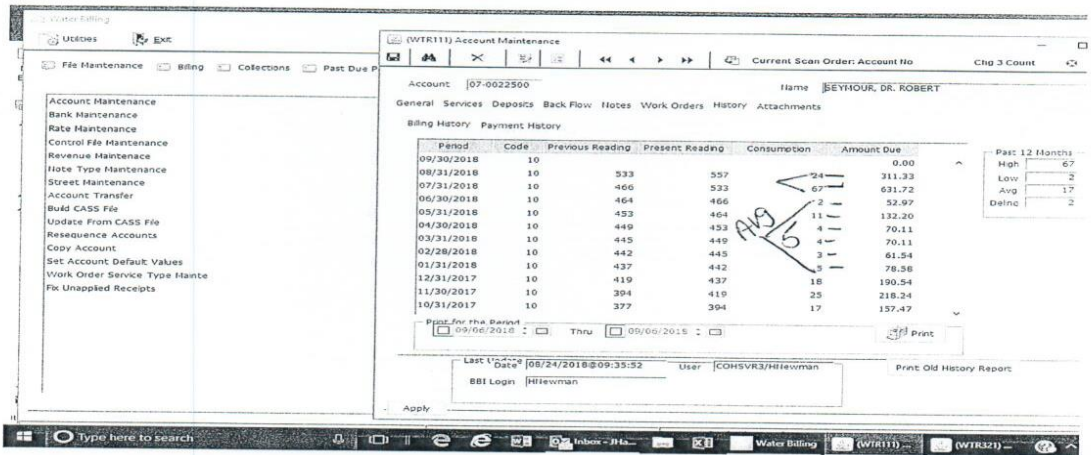 Water Billing
Utilities Exit
(WTR111) Account Maintenance
File Maintenance Billing Collections Past Due P
Current Scan Order: Account No Chg 3 Count
Account 07-0022500 Name SEYMOUR, DR. ROBERT
General Services Deposits Back Flow Notes Work Orders History Attachments
Billing History Payment History
Account Maintenance
Bank Maintenance
Rate Maintenance
Control File Maintenance
Revenue Maintenace
Note Type Maintenance
Street Maintenance
Account Transfer
Build CASS File
Update From CASS File
Resequence Accounts
Copy Account
Set Account Default Values
Work Order Service Type Mainte
Fix Unapplied Receipts
Period Code Previous Reading Present Reading Consumption Amount Due
09/30/2018 10 0.00
08/31/2018 10 533 557 24 311.33
07/31/2018 10 466 533 67 631.72
06/30/2018 10 464 466 2 52.97
05/31/2018 10 453 464 11 132.20
04/30/2018 10 449 453 4 70.11
03/31/2018 10 445 449 4 70.11
02/28/2018 10 442 445 3 61.54
01/31/2018 10 437 442 5 78.58
12/31/2017 10 419 437 18 190.54
11/30/2017 10 394 419 25 218.24
10/31/2017 10 377 394 17 157.47
Avg
5
Past 12 Months
High 67
Low 2
Avg 17
Delnq 2
Print for the Period
09/06/2018 Thru 09/06/2018 Print
Last Update
Date 08/24/2018@09:35:52 User COHSVR3/HNewman Print Old History Report
BBI Login HNewman
Apply
Type here to search Inbox - JHa... Water Billing (WTR111) ... (WTR321) ...